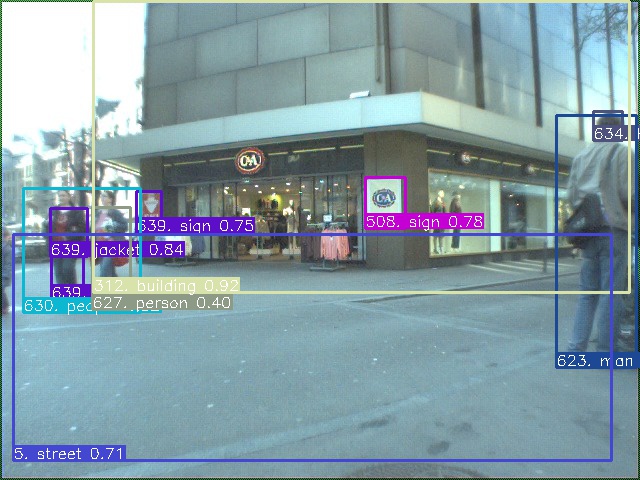 634.
C&A
C&A
639. sign 0.75
508. sign 0.78
639. jacket 0.84
639.
312. building 0.92
630.
627. person 0.40
623. man
5. street 0.71